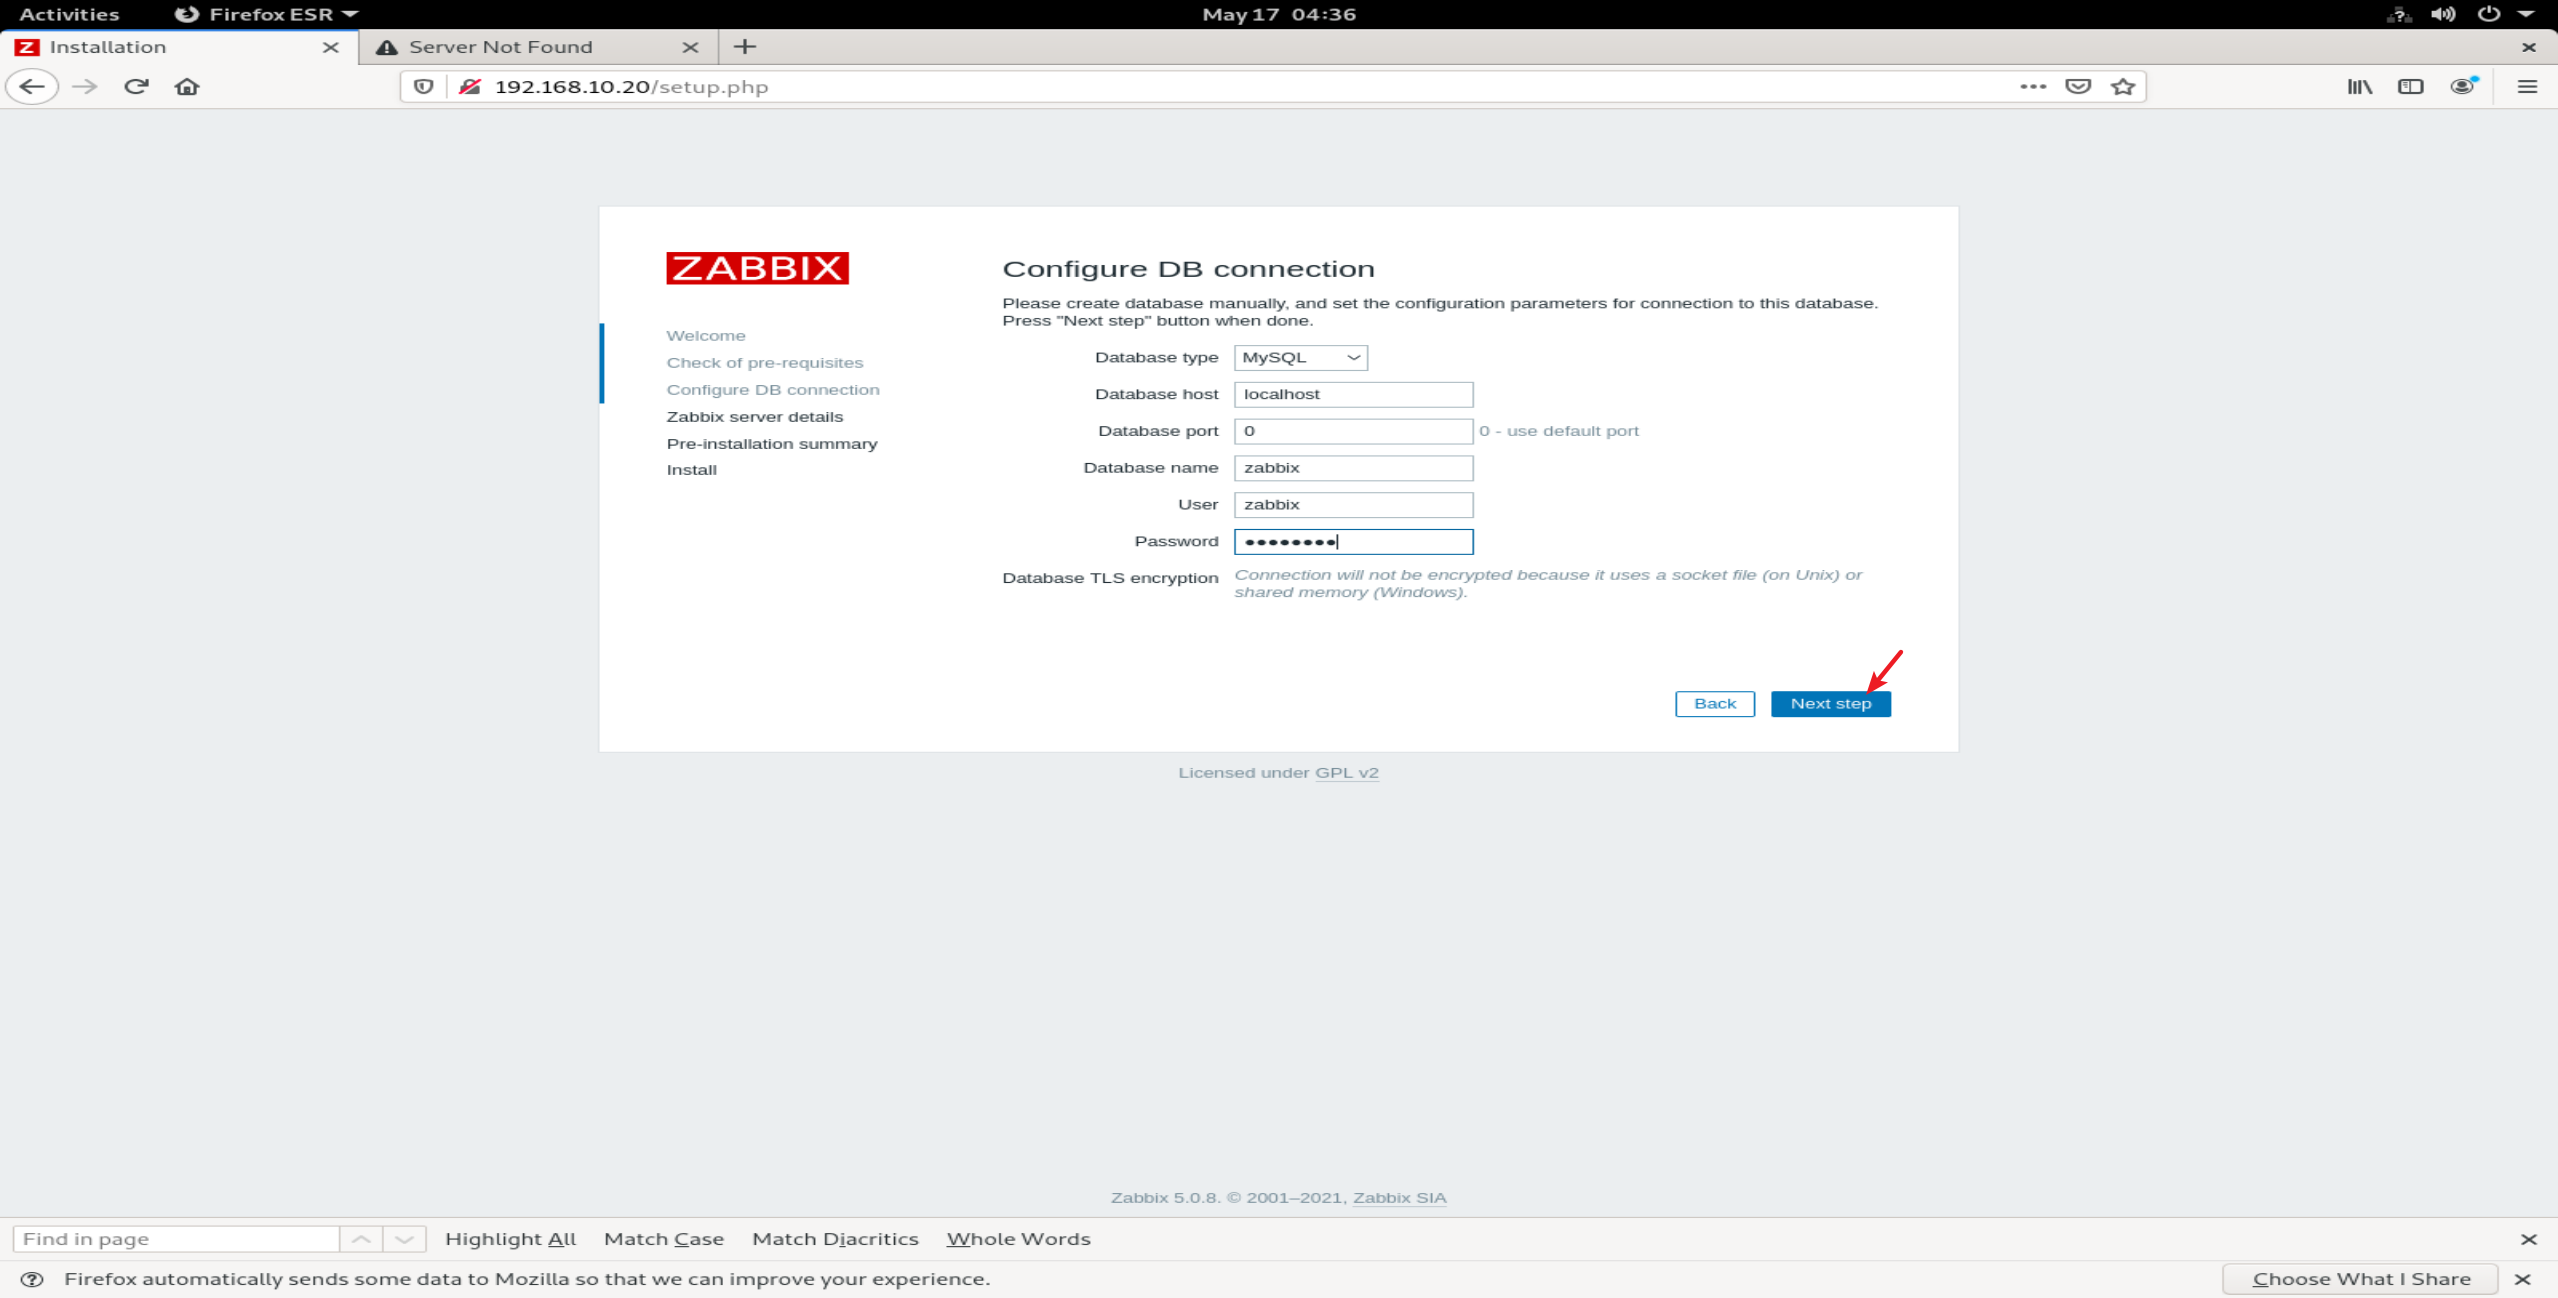 Activities
Firefox ESR
May 17 04:36
Installation
Server Not Found
192.168.10.20/setup.php
ZABBIX
Welcome
Check of pre-requisites
Configure DB connection
Zabbix server details
Pre-installation summary
Install
Configure DB connection
Please create database manually, and set the configuration parameters for connection to this database.
Press "Next step" button when done.
Database type MySQL
Database host localhost
Database port 0 0 - use default port
Database name zabbix
User zabbix
Password ••••••••
Database TLS encryption Connection will not be encrypted because it uses a socket file (on Unix) or
shared memory (Windows).
Back Next step
Licensed under GPL v2
Zabbix 5.0.8. © 2001–2021, Zabbix SIA
Find in page Highlight All Match Case Match Diacritics Whole Words
Firefox automatically sends some data to Mozilla so that we can improve your experience. Choose What I Share